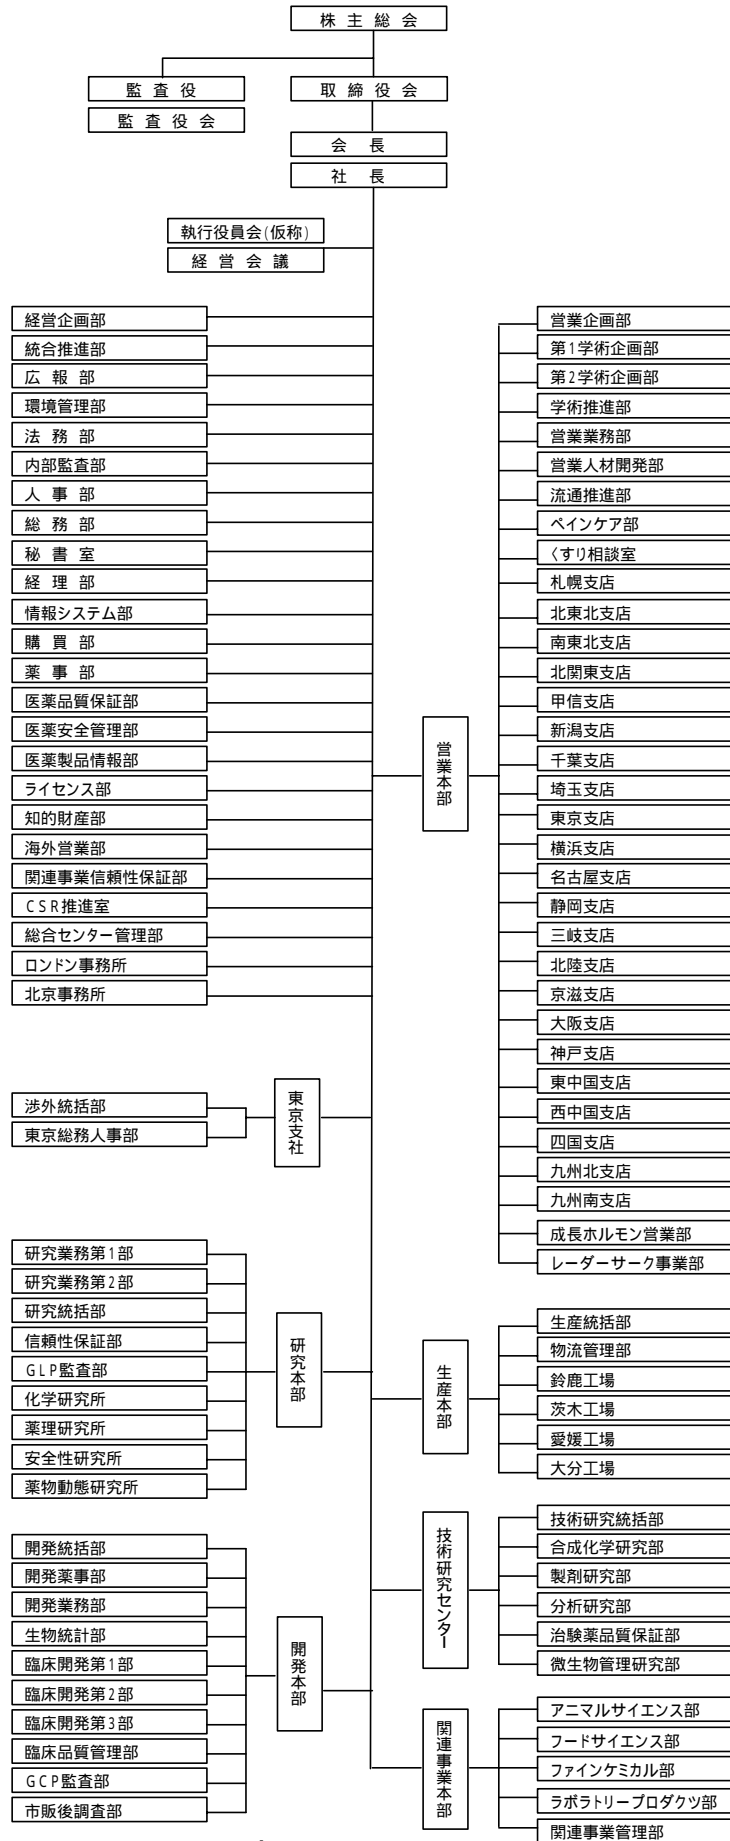 株 主 総 会
監 査 役
監 査 役 会
取 締 役 会
会 長
社 長
執行役員会(仮称)
経 営 会 議
経営企画部
統合推進部
広 報 部
環境管理部
法 務 部
内部監査部
人 事 部
総 務 部
秘 書 室
経 理 部
情報システム部
購 買 部
薬 事 部
医薬品質保証部
医薬安全管理部
医薬製品情報部
ライセンス部
知的財産部
海外営業部
関連事業信頼性保証部
CSR推進室
総合センター管理部
ロンドン事務所
北京事務所
東京支社
渉外統括部
東京総務人事部
研究本部
研究業務第1部
研究業務第2部
研究統括部
信頼性保証部
GLP監査部
化学研究所
薬理研究所
安全性研究所
薬物動態研究所
開発本部
開発統括部
開発薬事部
開発業務部
生物統計部
臨床開発第1部
臨床開発第2部
臨床開発第3部
臨床品質管理部
GCP監査部
市販後調査部
営業本部
営業企画部
第1学術企画部
第2学術企画部
学術推進部
営業業務部
営業人材開発部
流通推進部
ペインケア部
くすり相談室
札幌支店
北東北支店
南東北支店
北関東支店
甲信支店
新潟支店
千葉支店
埼玉支店
東京支店
横浜支店
名古屋支店
静岡支店
三岐支店
北陸支店
京滋支店
大阪支店
神戸支店
東中国支店
西中国支店
四国支店
九州北支店
九州南支店
成長ホルモン営業部
レーダーサーク事業部
生産本部
生産統括部
物流管理部
鈴鹿工場
茨木工場
愛媛工場
大分工場
技術研究センター
技術研究統括部
合成化学研究部
製剤研究部
分析研究部
治験薬品質保証部
微生物管理研究部
関連事業本部
アニマルサイエンス部
フードサイエンス部
ファインケミカル部
ラボラトリープロダクツ部
関連事業管理部